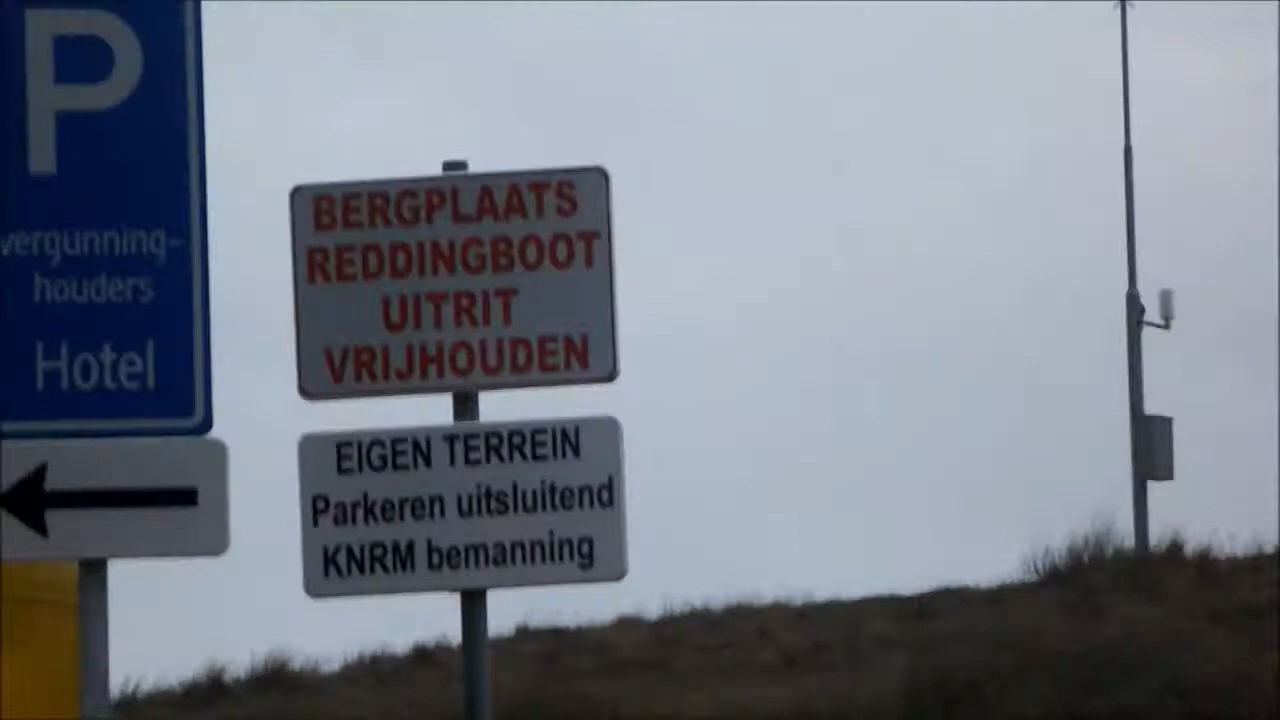 P
vergunning-
houders
Hotel
BERGPLAATS
REDDINGBOOT
UITRIT
VRIJHOUDEN
EIGEN TERREIN
Parkeren uitsluitend
KNRM bemanning